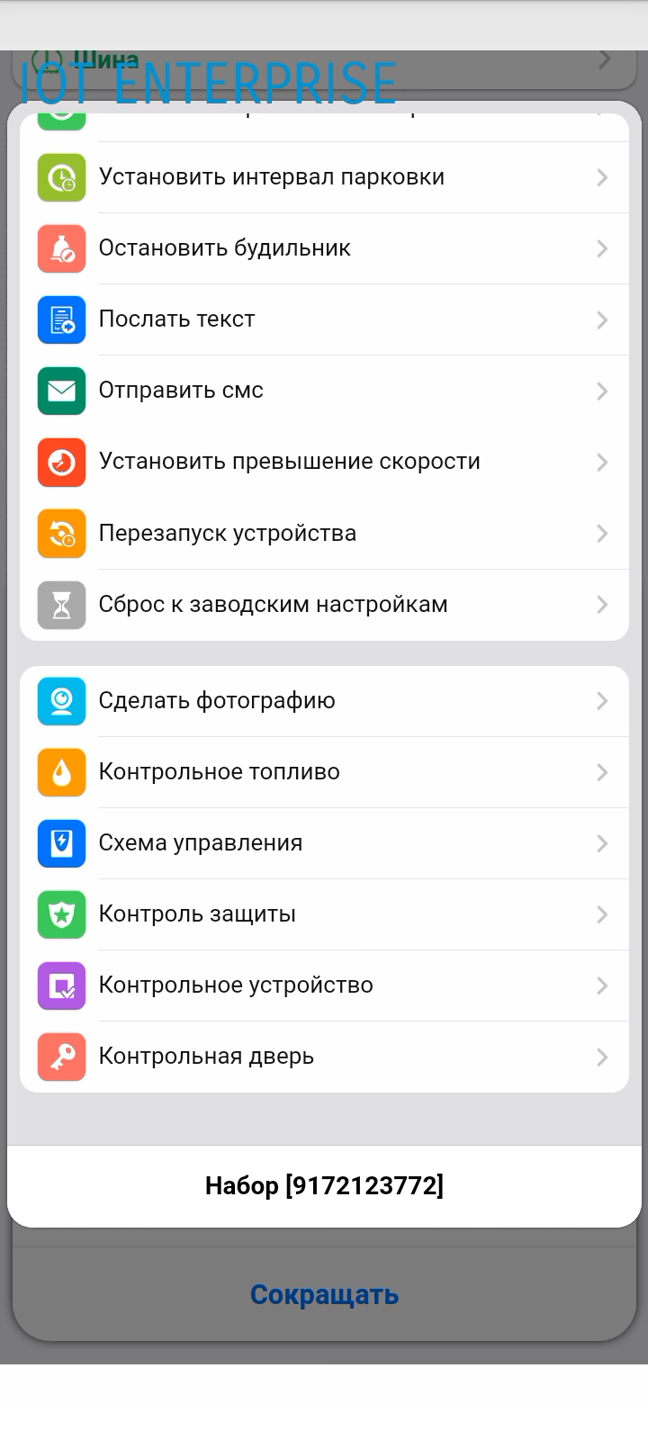 Шина
IOT ENTERPRISE
Установить интервал парковки
Остановить будильник
Послать текст
Отправить смс
Установить превышение скорости
Перезапуск устройства
Сброс к заводским настройкам
Сделать фотографию
Контрольное топливо
Схема управления
Контроль защиты
Контрольное устройство
Контрольная дверь
Набор [9172123772]
Сокращать